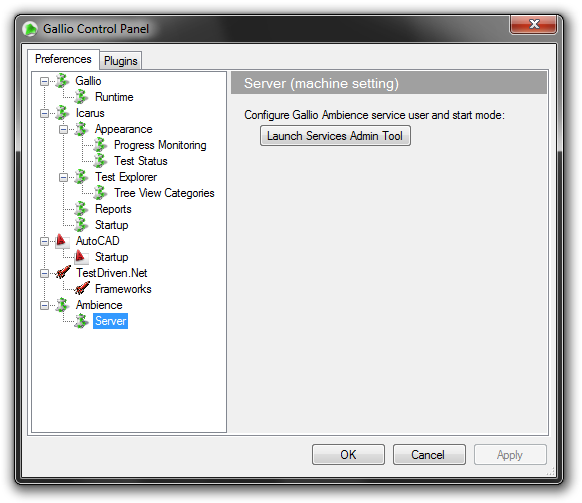 Gallio Control Panel
Preferences
Plugins
Gallio
Runtime
Icarus
Appearance
Progress Monitoring
Test Status
Test Explorer
Tree View Categories
Reports
Startup
AutoCAD
Startup
TestDriven.Net
Frameworks
Ambience
Server
Server (machine setting)
Configure Gallio Ambience service user and start mode:
Launch Services Admin Tool
OK
Cancel
Apply